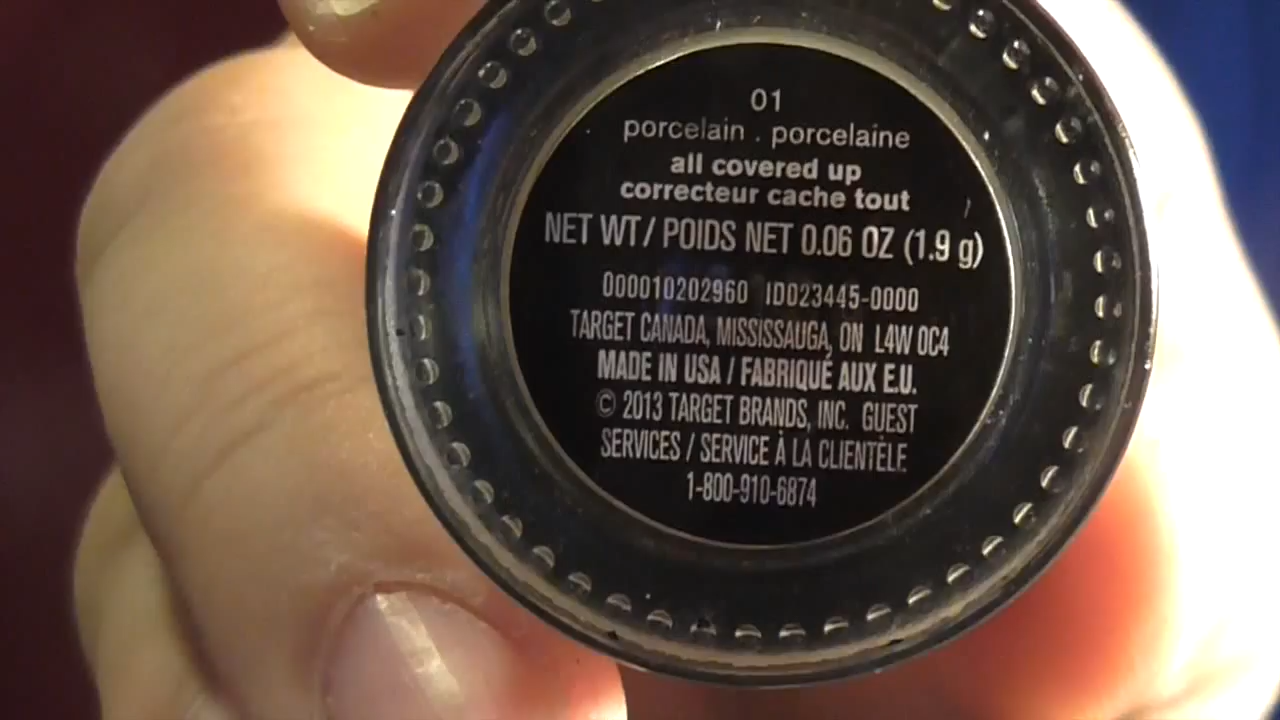 01
porcelain . porcelaine
all covered up
correcteur cache tout
NET WT / POIDS NET 0.06 OZ (1.9 g)
000010202960 ID023445-0000
TARGET CANADA, MISSISSAUGA, ON L4W 0C4
MADE IN USA / FABRIQUÉ AUX E.U.
© 2013 TARGET BRANDS, INC. GUEST
SERVICES / SERVICE À LA CLIENTÈLE
1-800-910-6874